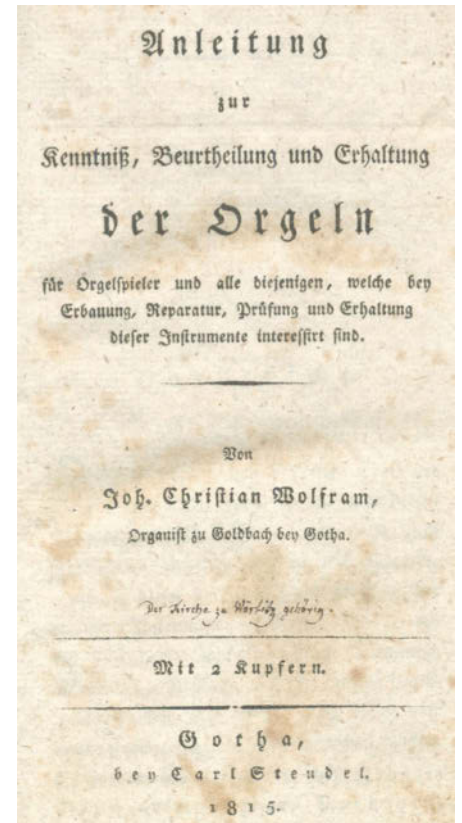 Anleitung
zur
Kenntniß, Beurtheilung und Erhaltung
der Orgeln
für Orgelspieler und alle diejenigen, welche bey
Erbauung, Reparatur, Prüfung und Erhaltung
dieser Instrumente interessirt sind.
Von
Joh. Christian Wolfram,
Organist zu Goldbach bey Gotha.
Der Kirche zu Wörlitz gehörig.
Mit 2 Kupfern.
Gotha,
bey Carl Steudel.
1815.